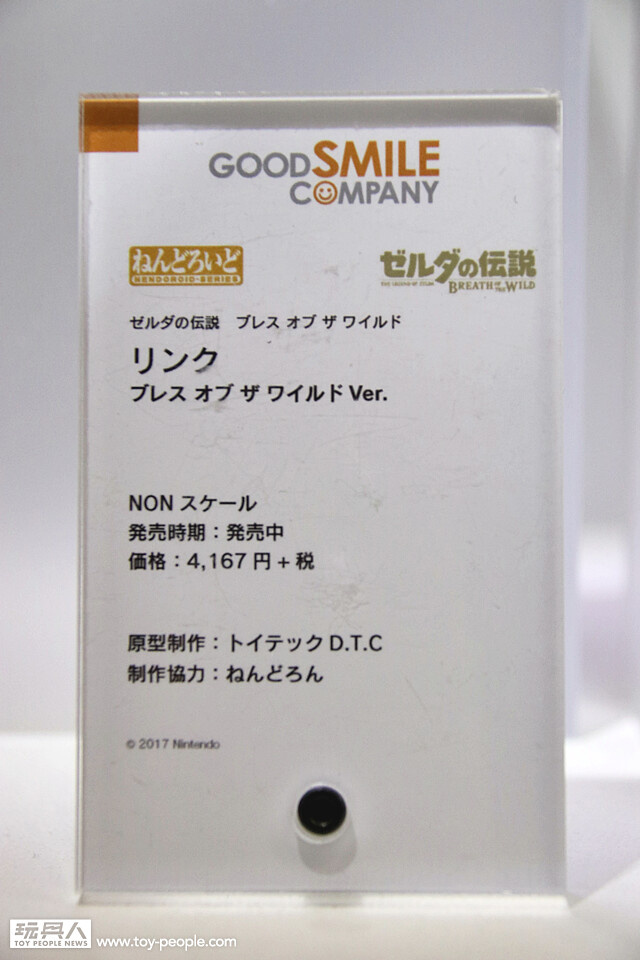 GOODSMILE
COMPANY
ねんどろいど
NENDOROID-SERIES
ゼルダの伝説
THE LEGEND OF ZELDA
BREATH OF THE WILD
ゼルダの伝説　ブレス オブ ザ ワイルド
リンク
ブレス オブ ザ ワイルド Ver.
NON スケール
発売時期：発売中
価格：4,167 円 + 税
原型制作：トイテック D.T.C
制作協力：ねんどろん
© 2017 Nintendo
玩具人
TOY PEOPLE NEWS
www.toy-people.com